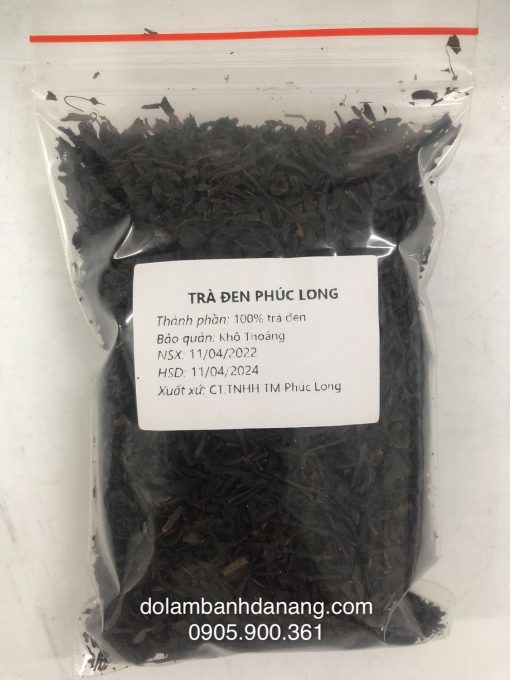 TRÀ ĐEN PHÚC LONG
Thành phần: 100% trà đen
Bảo quản: Khô Thoáng
NSX: 11/04/2022
HSD: 11/04/2024
Xuất xứ: CT.TNHH TM Phúc Long
dolambanhdanang.com
0905.900.361